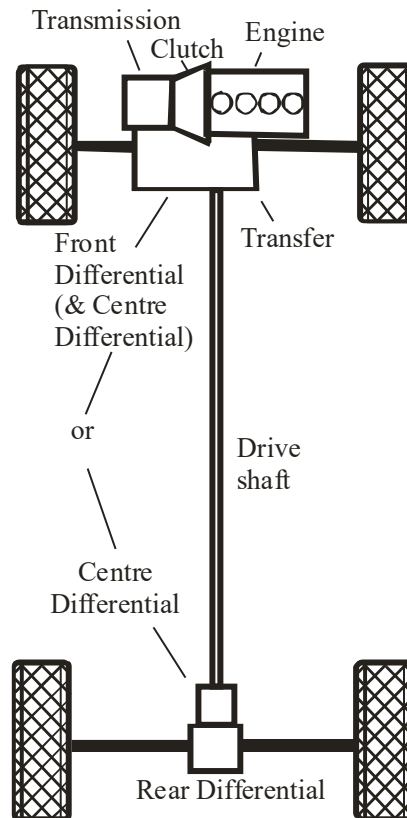 Transmission
Clutch
Engine
Front
Differential
(& Centre
Differential)
Transfer
or
Drive
shaft
Centre
Differential
Rear Differential